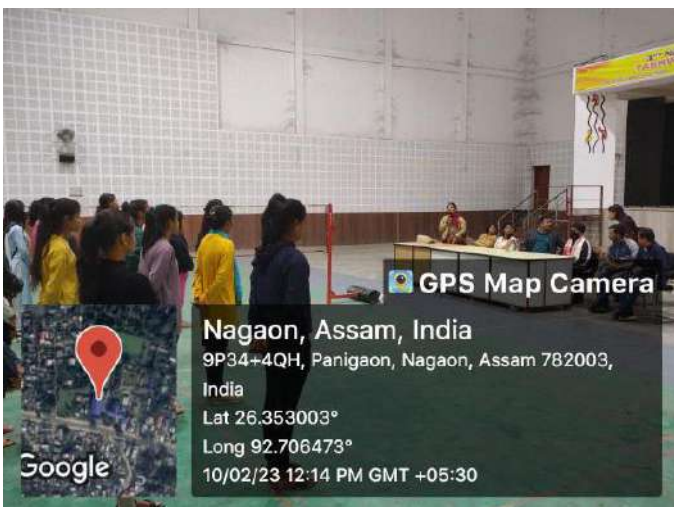 GPS Map Camera
Nagaon, Assam, India
9P34+4QH, Panigaon, Nagaon, Assam 782003,
India
Lat 26.353003°
Long 92.706473°
10/02/23 12:14 PM GMT +05:30
Google